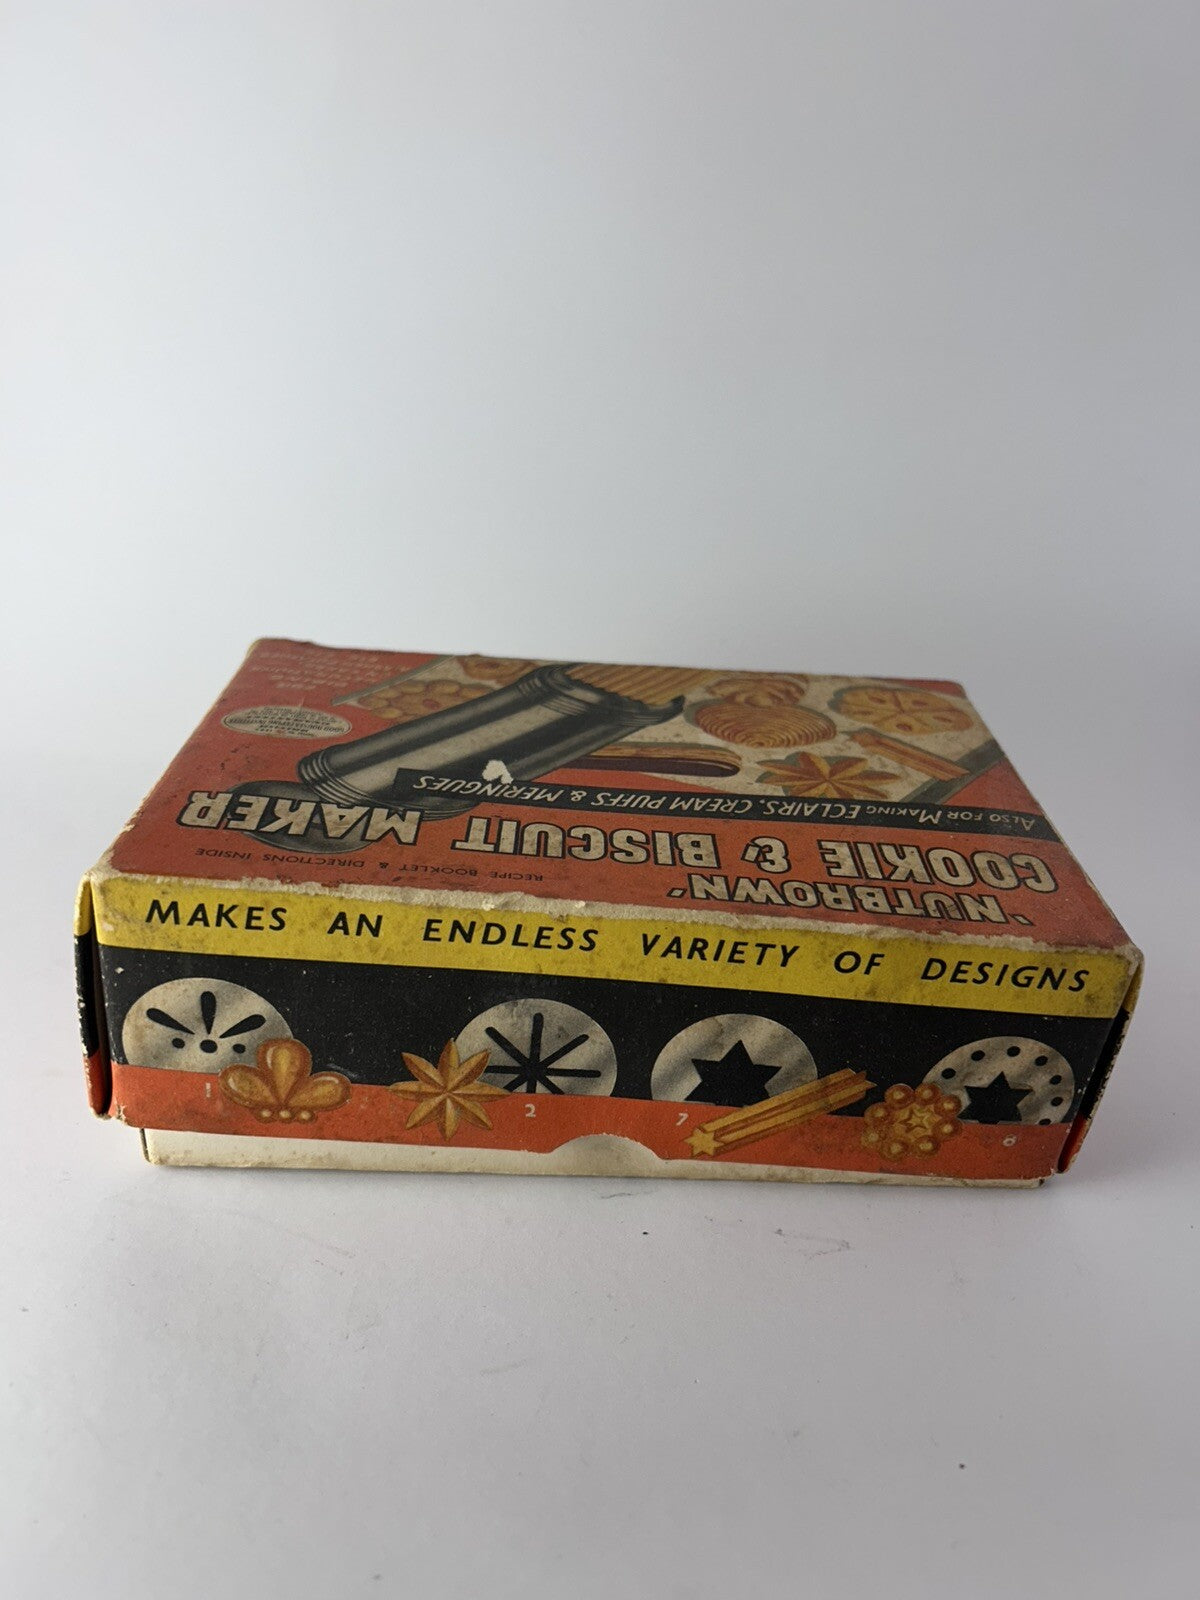 'NUTBROWN'
COOKIE & BISCUIT MAKER
RECIPE BOOKLET & DIRECTIONS INSIDE
ALSO FOR MAKING ECLAIRS, CREAM PUFFS & MERINGUES
MAKES AN ENDLESS VARIETY OF DESIGNS
1
2
7
8